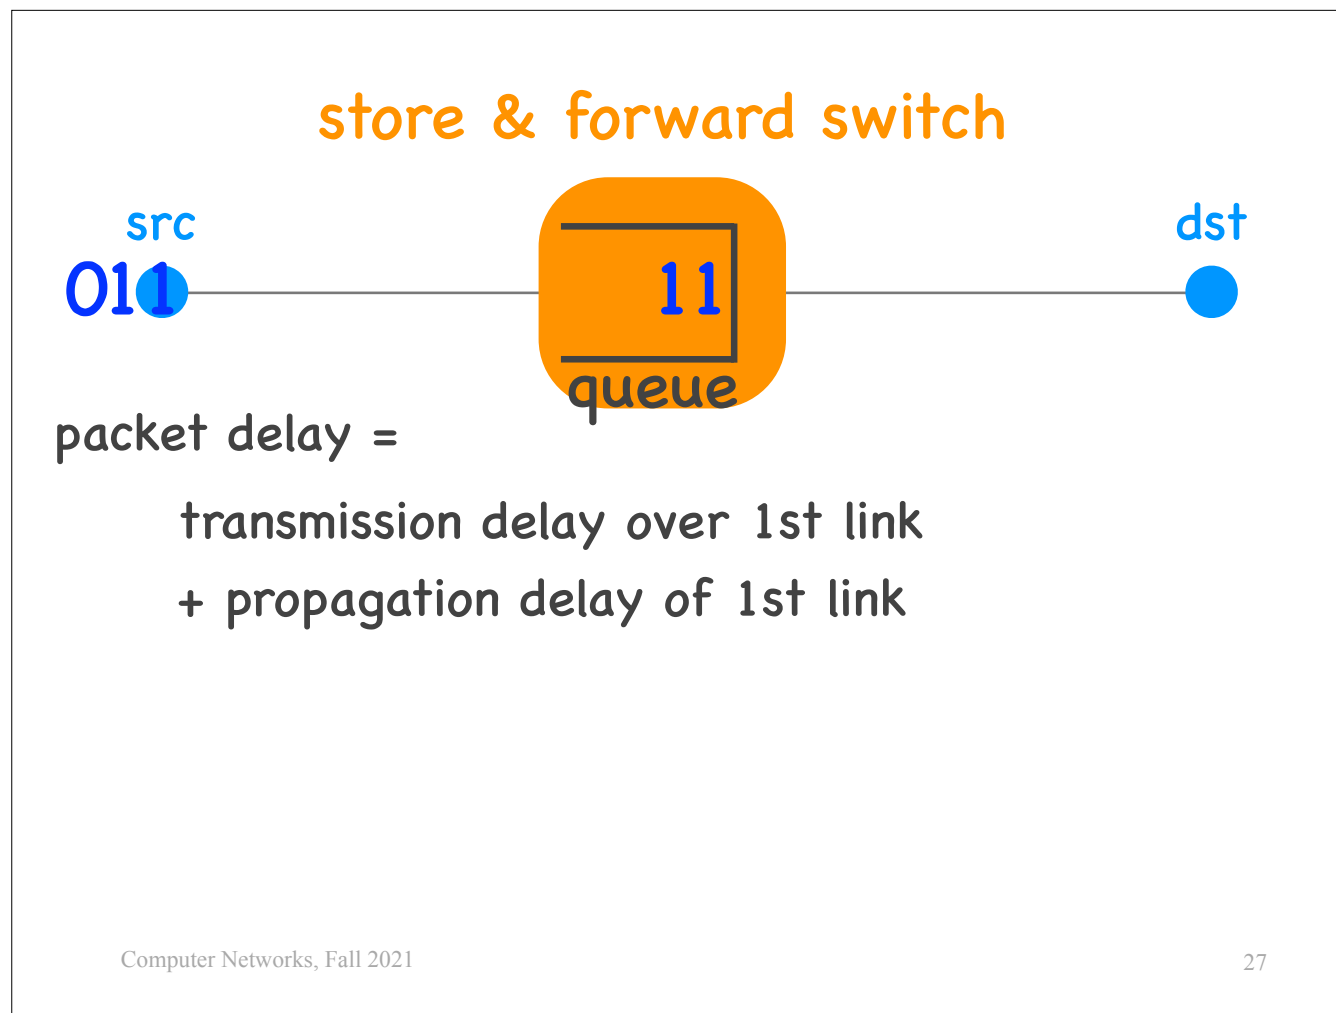 store & forward switch
src
dst
011
11
queue
packet delay =
transmission delay over 1st link
+ propagation delay of 1st link
Computer Networks, Fall 2021
27